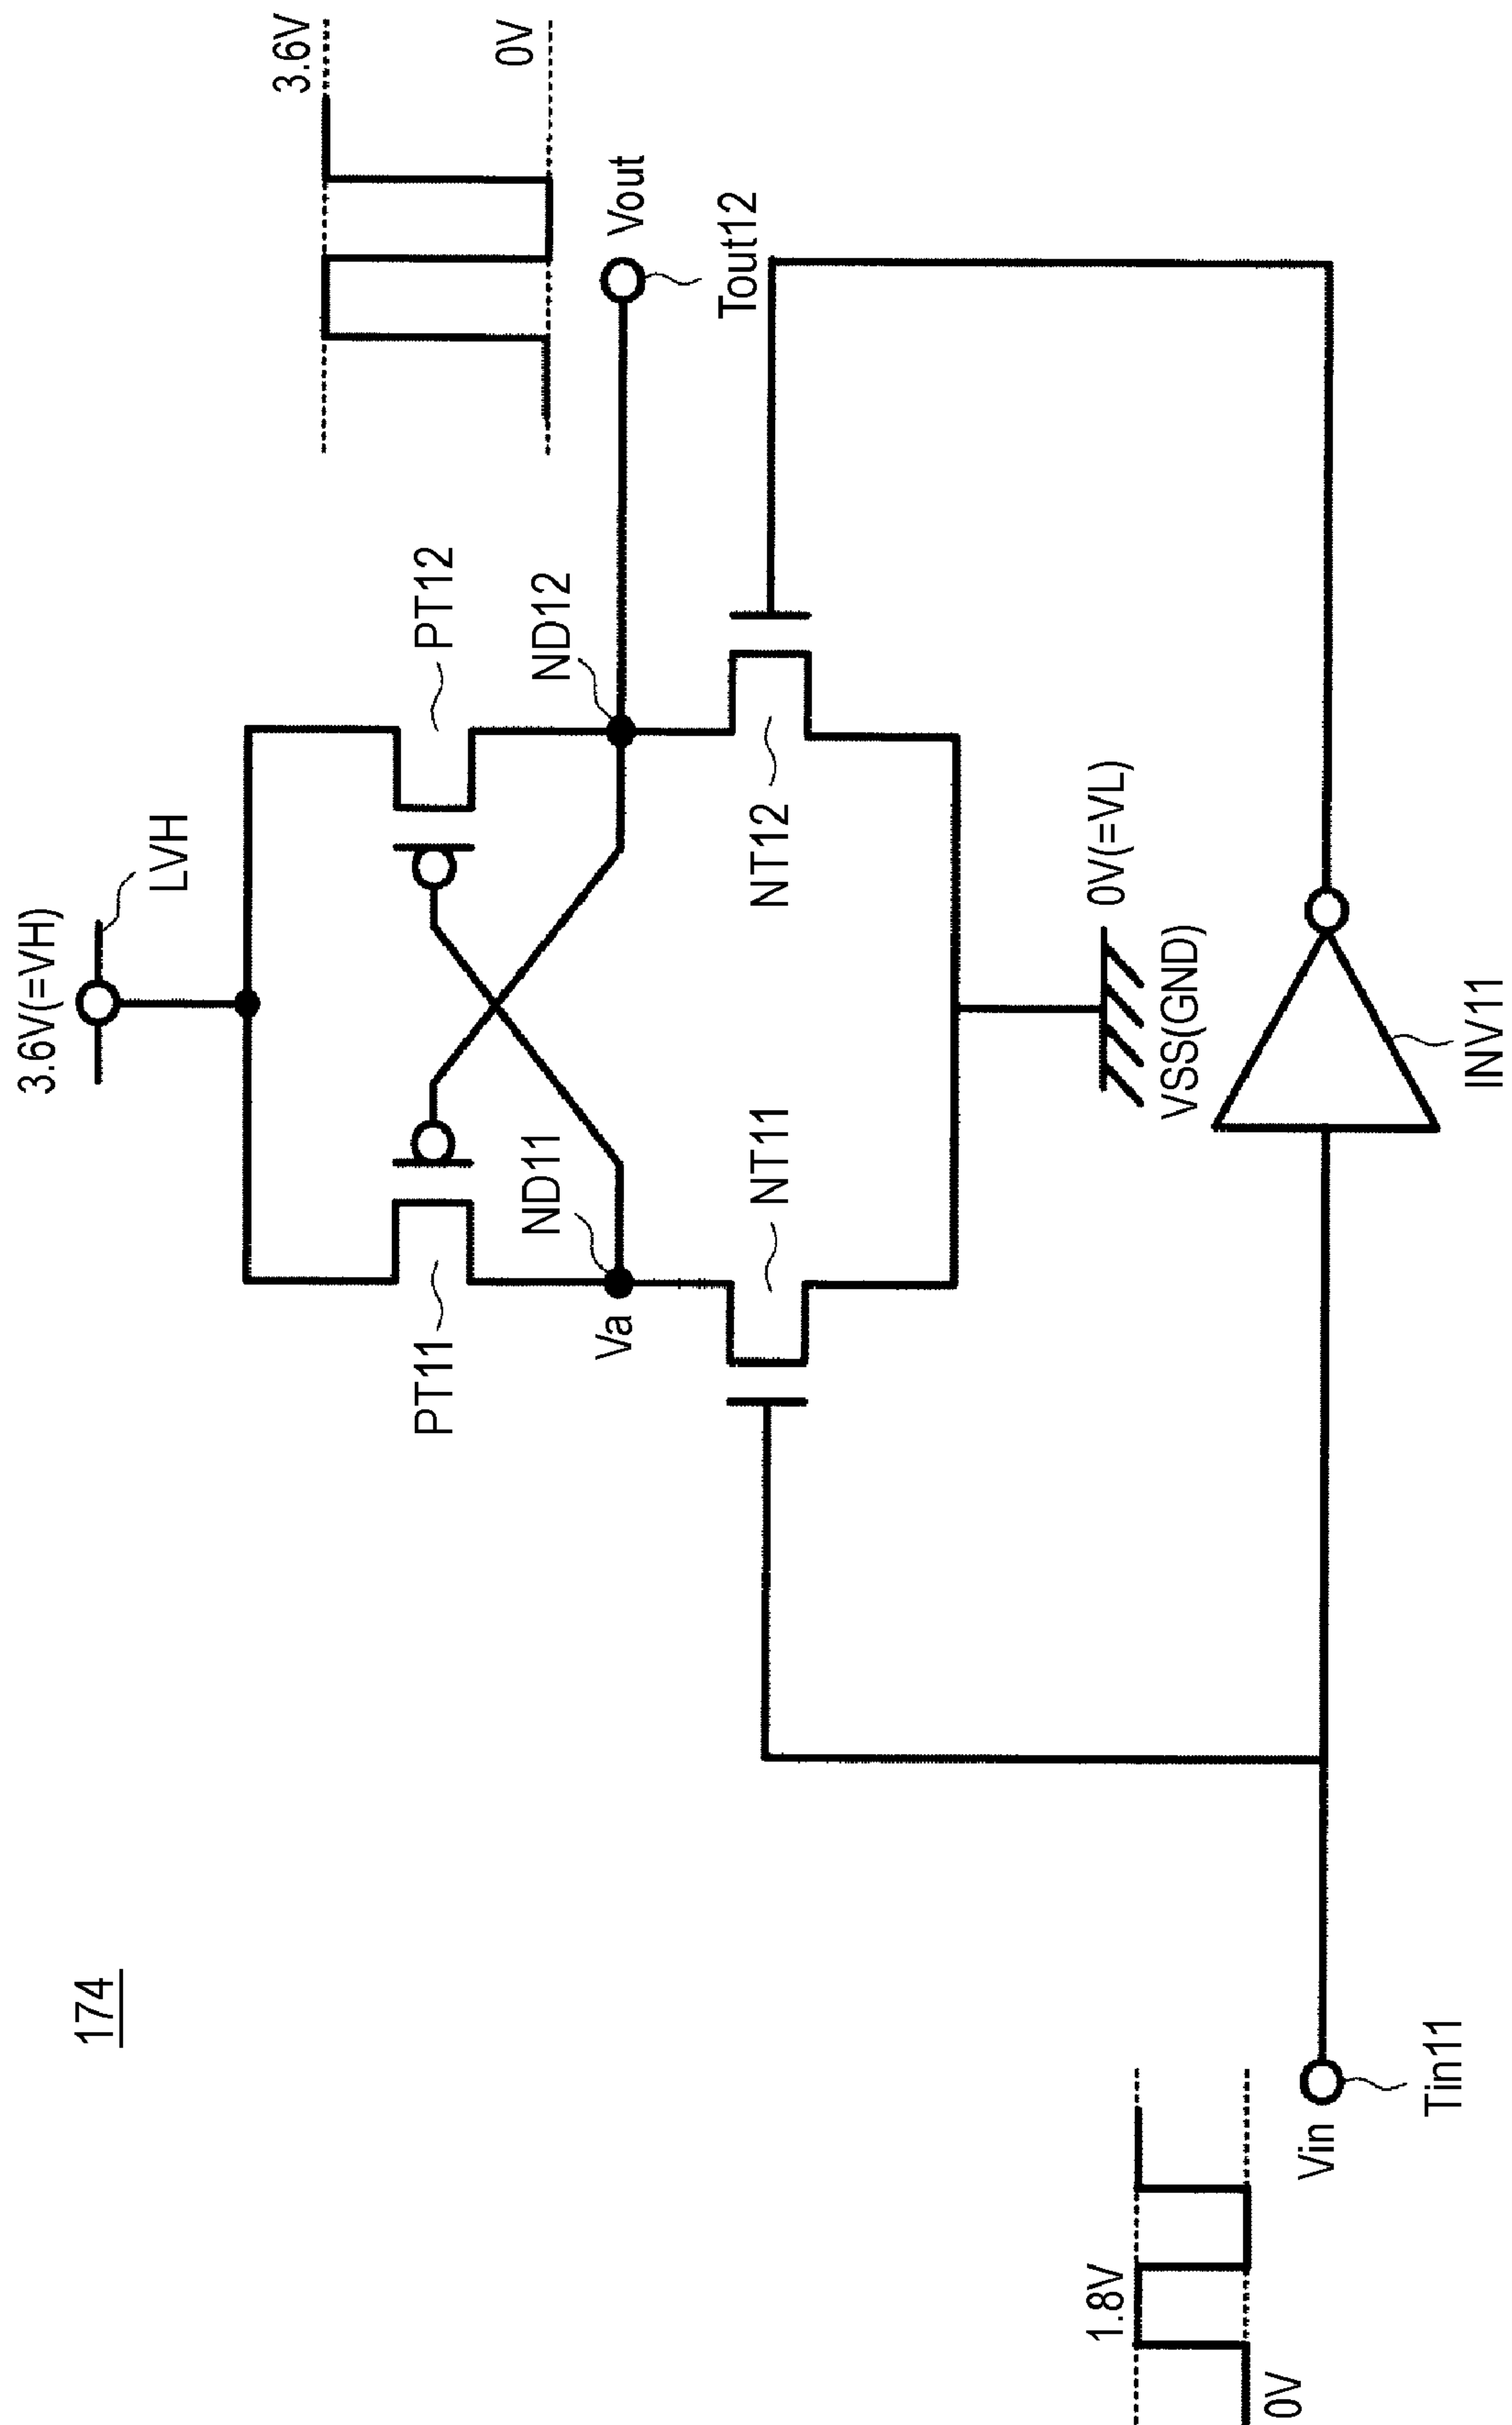 174
3.6V(=VH)
LVH
3.6V
0V
PT11
PT12
Va
ND11
ND12
Vout
Tout12
NT11
NT12
0V(=VL)
VSS(GND)
1.8V
0V
Vin
Tin11
INV11